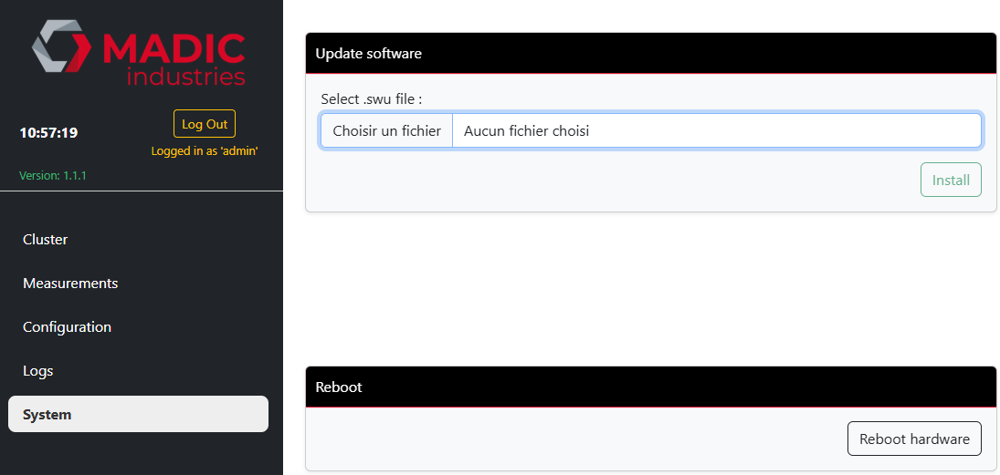 MADIC
industries
10:57:19
Log Out
Logged in as 'admin'
Version: 1.1.1
Cluster
Measurements
Configuration
Logs
System
Update software
Select .swu file :
Choisir un fichier Aucun fichier choisi
Install
Reboot
Reboot hardware